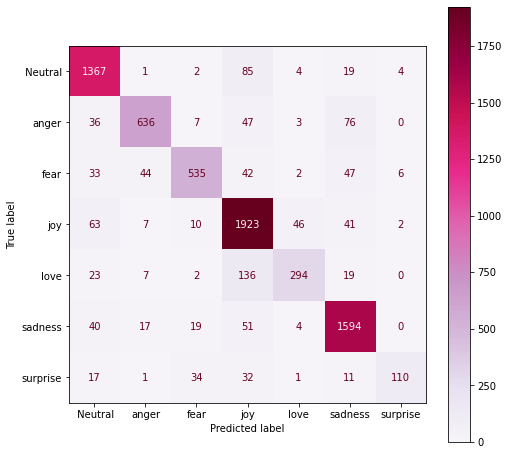 1750
Neutral 1367 1 2 85 4 19 4
1500
anger 36 636 7 47 3 76 0
1250
fear 33 44 535 42 2 47 6
1000
True label
joy 63 7 10 1923 46 41 2
750
love 23 7 2 136 294 19 0
500
sadness 40 17 19 51 4 1594 0
250
surprise 17 1 34 32 1 11 110
0
Neutral anger fear joy love sadness surprise
Predicted label